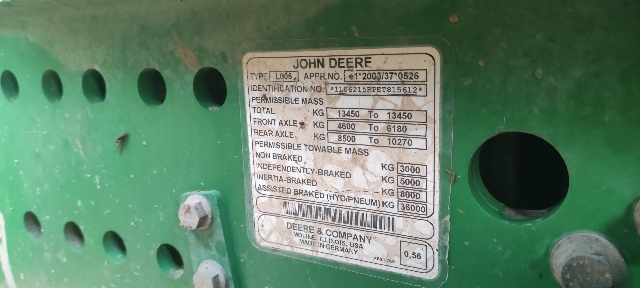 JOHN DEERE
TYPE L06 APPR.NO. e1*2003/37*0526
IDENTIFICATION NO. *1L06215RPET815612*
PERMISSIBLE MASS
TOTAL KG 13450 To 13450
FRONT AXLE KG 4600 To 6180
REAR AXLE KG 8500 To 10270
PERMISSIBLE TOWABLE MASS
NON BRAKED KG 3000
INDEPENDENTLY-BRAKED KG 5000
INERTIA-BRAKED KG 8000
ASSISTED BRAKED (HYD/PNEUM) KG 36000
DEERE & COMPANY
MOLINE, ILLINOIS, USA
MADE IN GERMANY
0,56